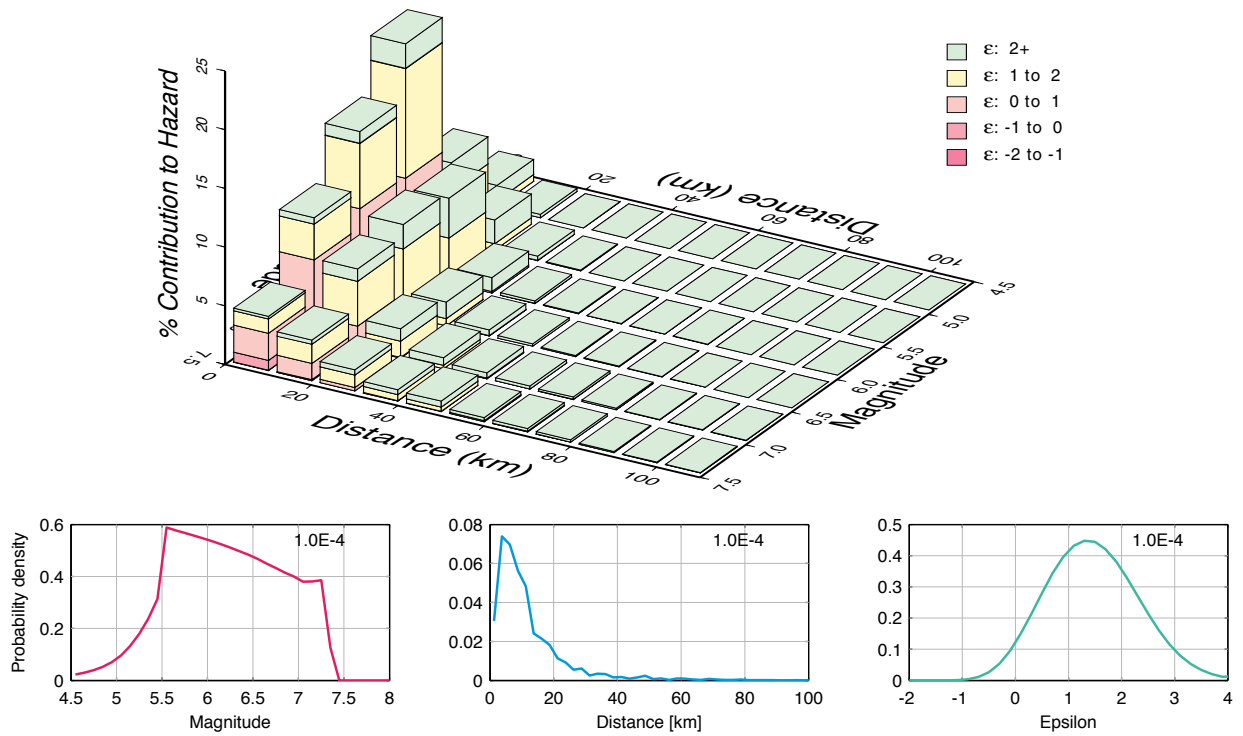 25
20
15
10
5
% Contribution to Hazard
ε: 2+
ε: 1 to 2
ε: 0 to 1
ε: -1 to 0
ε: -2 to -1
20
40
60
80
100
Distance (km)
4.5
5.0
5.5
6.0
6.5
7.0
7.5
Magnitude
7.5
0
20
40
60
80
100
Distance (km)
0.6
0.4
0.2
0
Probability density
1.0E-4
4.5 5 5.5 6 6.5 7 7.5 8
Magnitude
0.08
0.06
0.04
0.02
0
1.0E-4
0 20 40 60 80 100
Distance [km]
0.5
0.4
0.3
0.2
0.1
0
1.0E-4
-2 -1 0 1 2 3 4
Epsilon